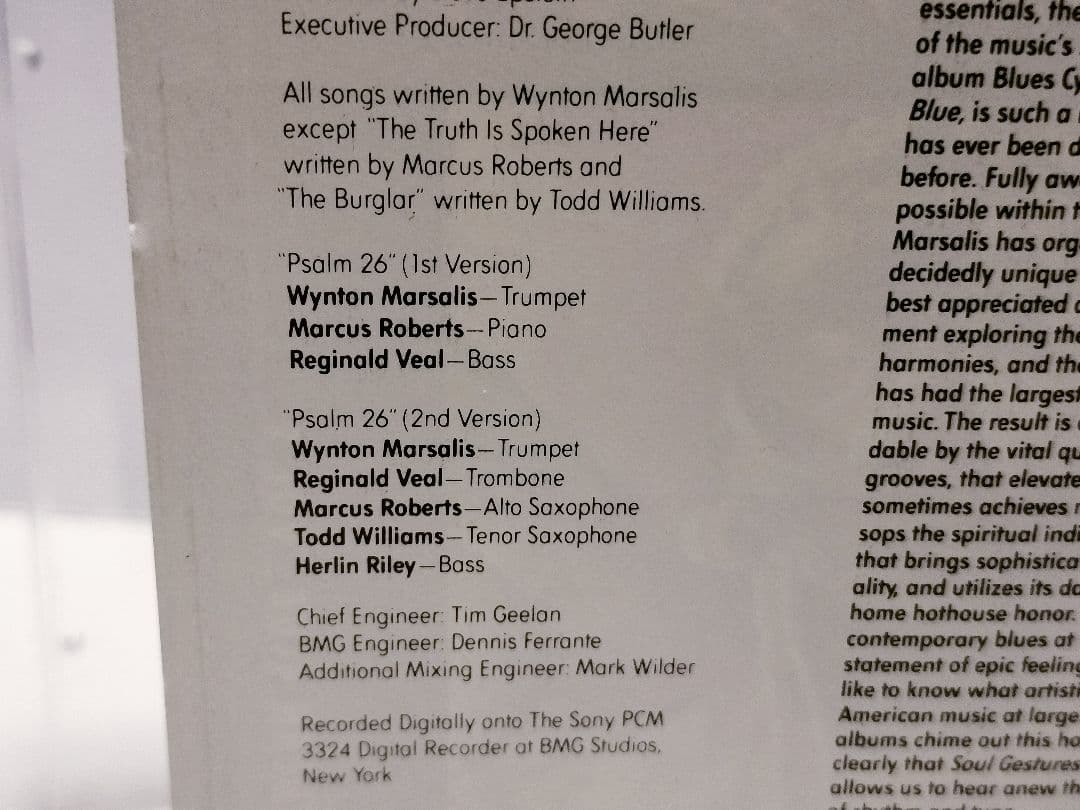 Executive Producer: Dr. George Butler
All songs written by Wynton Marsalis
except "The Truth Is Spoken Here"
written by Marcus Roberts and
"The Burglar" written by Todd Williams.
"Psalm 26" (1st Version)
Wynton Marsalis—Trumpet
Marcus Roberts—Piano
Reginald Veal—Bass
"Psalm 26" (2nd Version)
Wynton Marsalis—Trumpet
Reginald Veal—Trombone
Marcus Roberts—Alto Saxophone
Todd Williams—Tenor Saxophone
Herlin Riley—Bass
Chief Engineer: Tim Geelan
BMG Engineer: Dennis Ferrante
Additional Mixing Engineer: Mark Wilder
Recorded Digitally onto The Sony PCM
3324 Digital Recorder at BMG Studios,
New York
essentials, the
of the music's
album Blues Cy
Blue, is such a
has ever been d
before. Fully aw
possible within t
Marsalis has org
decidedly unique
best appreciated
ment exploring the
harmonies, and the
has had the largest
music. The result is
dable by the vital qu
grooves, that elevate
sometimes achieves
sops the spiritual indi
that brings sophistica
ality, and utilizes its do
home hothouse honor.
contemporary blues at
statement of epic feeling
like to know what artisti
American music at large
albums chime out this ho
clearly that Soul Gestures
allows us to hear anew th